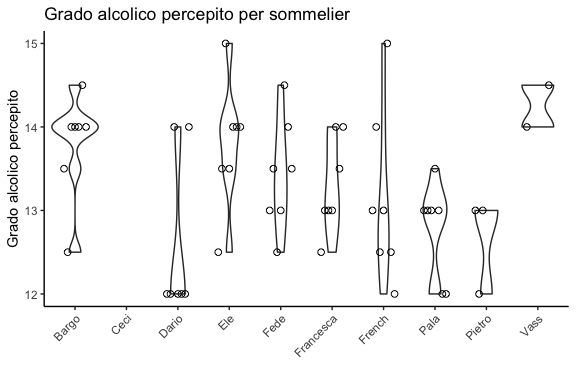 Grado alcolico percepito per sommelier
Grado alcolico percepito
15
14
13
12
Bargo
Ceci
Dario
Ele
Fede
Francesca
French
Pala
Pietro
Vass